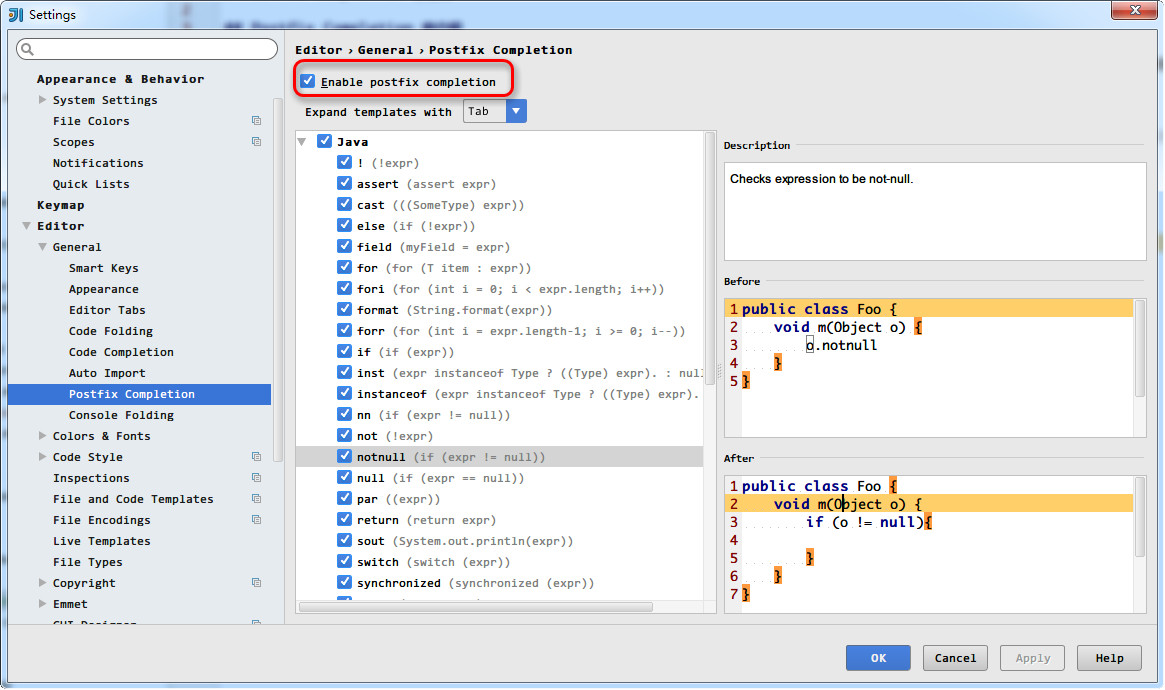 Settings
Appearance & Behavior
System Settings
File Colors
Scopes
Notifications
Quick Lists
Keymap
Editor
General
Smart Keys
Appearance
Editor Tabs
Code Folding
Code Completion
Auto Import
Postfix Completion
Console Folding
Colors & Fonts
Code Style
Inspections
File and Code Templates
File Encodings
Live Templates
File Types
Copyright
Emmet
Editor › General › Postfix Completion
Enable postfix completion
Expand templates with Tab
Java
! (!expr)
assert (assert expr)
cast (((SomeType) expr))
else (if (!expr))
field (myField = expr)
for (for (T item : expr))
fori (for (int i = 0; i < expr.length; i++))
format (String.format(expr))
forr (for (int i = expr.length-1; i >= 0; i--))
if (if (expr))
inst (expr instanceof Type ? ((Type) expr). : null
instanceof (expr instanceof Type ? ((Type) expr).
nn (if (expr != null))
not (!expr)
notnull (if (expr != null))
null (if (expr == null))
par ((expr))
return (return expr)
sout (System.out.println(expr))
switch (switch (expr))
synchronized (synchronized (expr))
Description
Checks expression to be not-null.
Before
1 public class Foo {
2 void m(Object o) {
3 o.notnull
4 }
5 }
After
1 public class Foo {
2 void m(Object o) {
3 if (o != null){
4
5 }
6 }
7 }
OK Cancel Apply Help